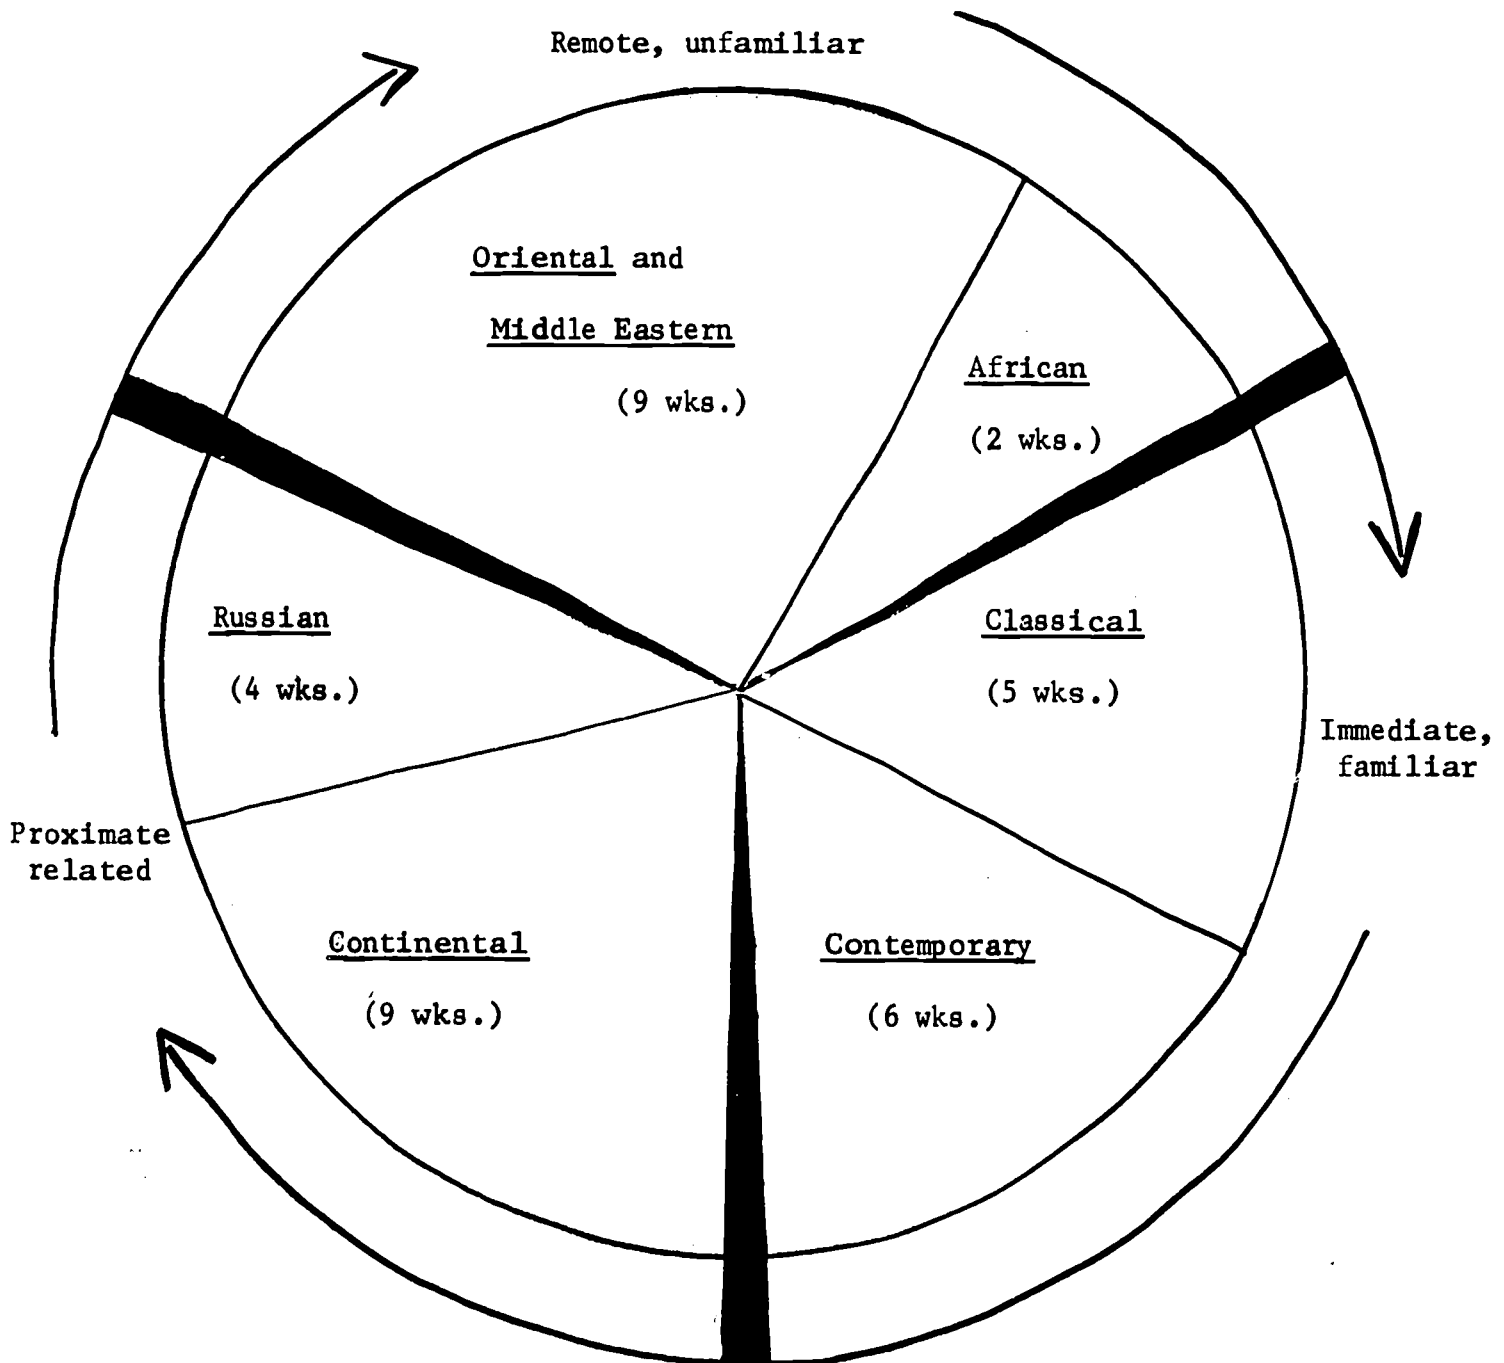 Remote, unfamiliar
Oriental and
Middle Eastern
(9 wks.)
African
(2 wks.)
Russian
(4 wks.)
Classical
(5 wks.)
Immediate,
familiar
Proximate
related
Continental
(9 wks.)
Contemporary
(6 wks.)